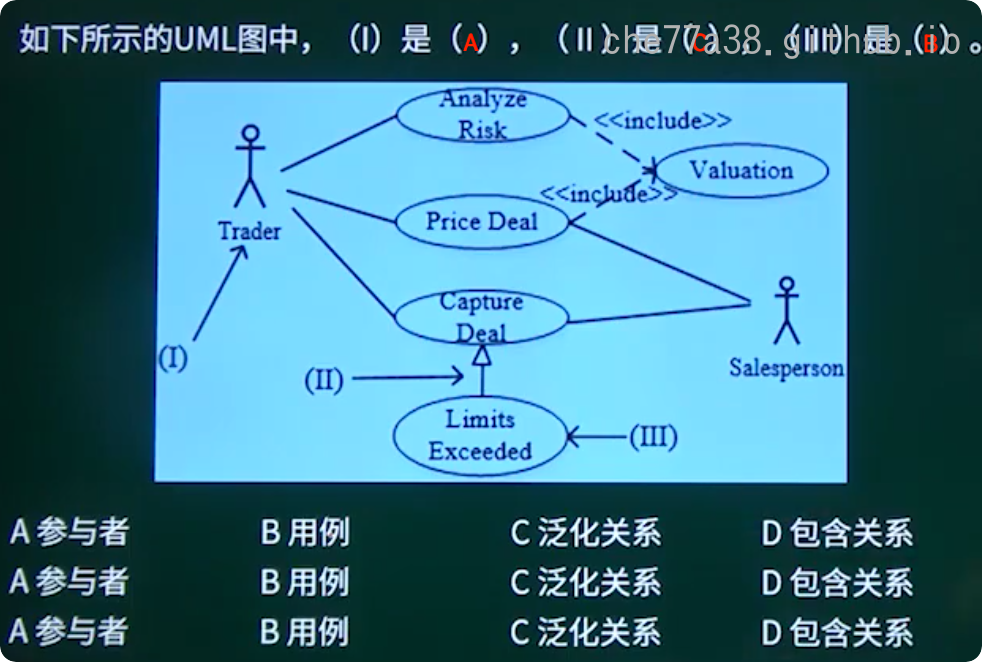 如下所示的UML图中，（I）是（A），（II）是（C），（III）是（B）。
che77a38.github.io
Analyze
Risk
<<include>>
Valuation
<<include>>
Price Deal
Trader
Capture
Deal
(I)
Salesperson
(II)
Limits
Exceeded
(III)
A 参与者 B 用例 C 泛化关系 D 包含关系
A 参与者 B 用例 C 泛化关系 D 包含关系
A 参与者 B 用例 C 泛化关系 D 包含关系